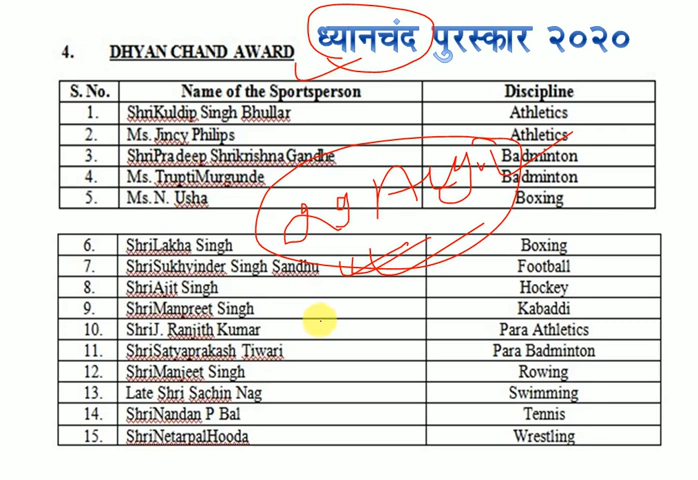 4. DHYAN CHAND AWARD ध्यानचंद पुरस्कार २०२०
S. No. Name of the Sportsperson Discipline
1. ShriKuldip Singh Bhullar Athletics
2. Ms. Jincy Philips Athletics
3. ShriPradeep Shrikrishna Gandhe Badminton
4. Ms. TruptiMurgunde Badminton
5. Ms. N. Usha Boxing
6. ShriLakha Singh Boxing
7. ShriSukhvinder Singh Sandhu Football
8. ShriAjit Singh Hockey
9. ShriManpreet Singh Kabaddi
10. ShriJ. Ranjith Kumar Para Athletics
11. ShriSatyaprakash Tiwari Para Badminton
12. ShriManjeet Singh Rowing
13. Late Shri Sachin Nag Swimming
14. ShriNandan P Bal Tennis
15. ShriNetarpalHooda Wrestling